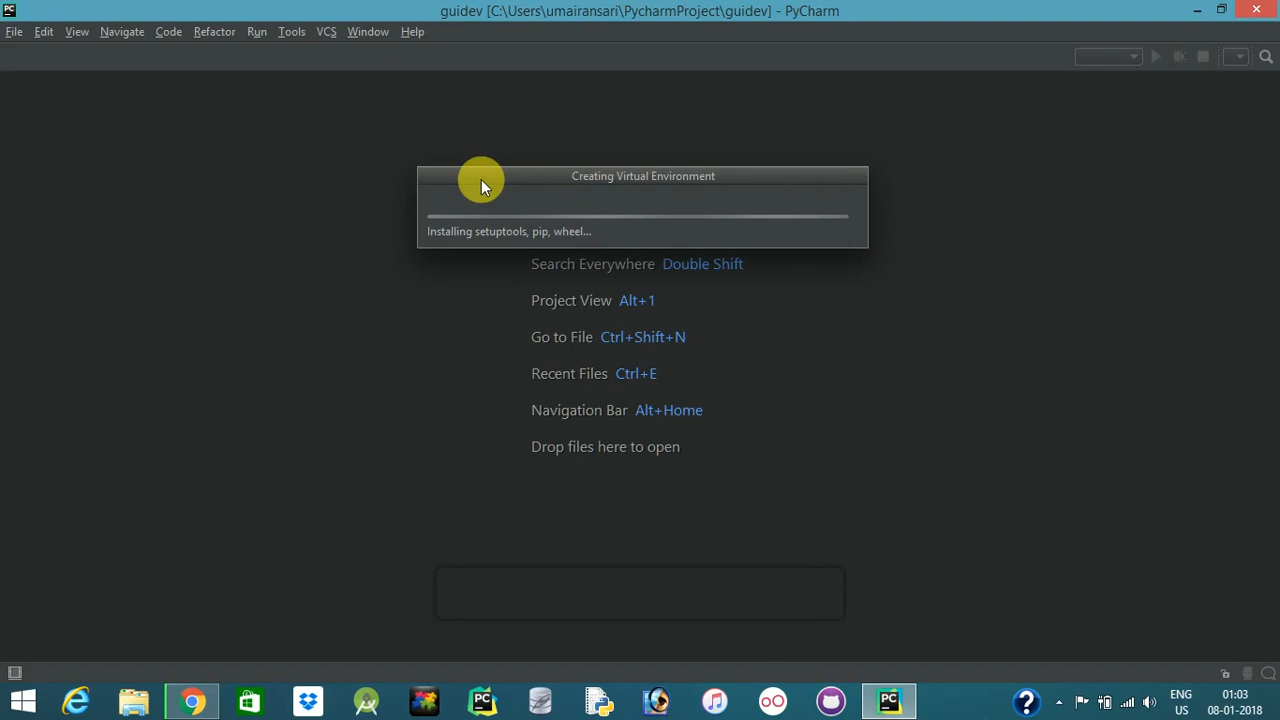 guidev [C:\Users\umairansari\PycharmProject\guidev] - PyCharm
File Edit View Navigate Code Refactor Run Tools VCS Window Help
Creating Virtual Environment
Installing setuptools, pip, wheel...
Search Everywhere Double Shift
Project View Alt+1
Go to File Ctrl+Shift+N
Recent Files Ctrl+E
Navigation Bar Alt+Home
Drop files here to open
ENG 01:03
US 08-01-2018